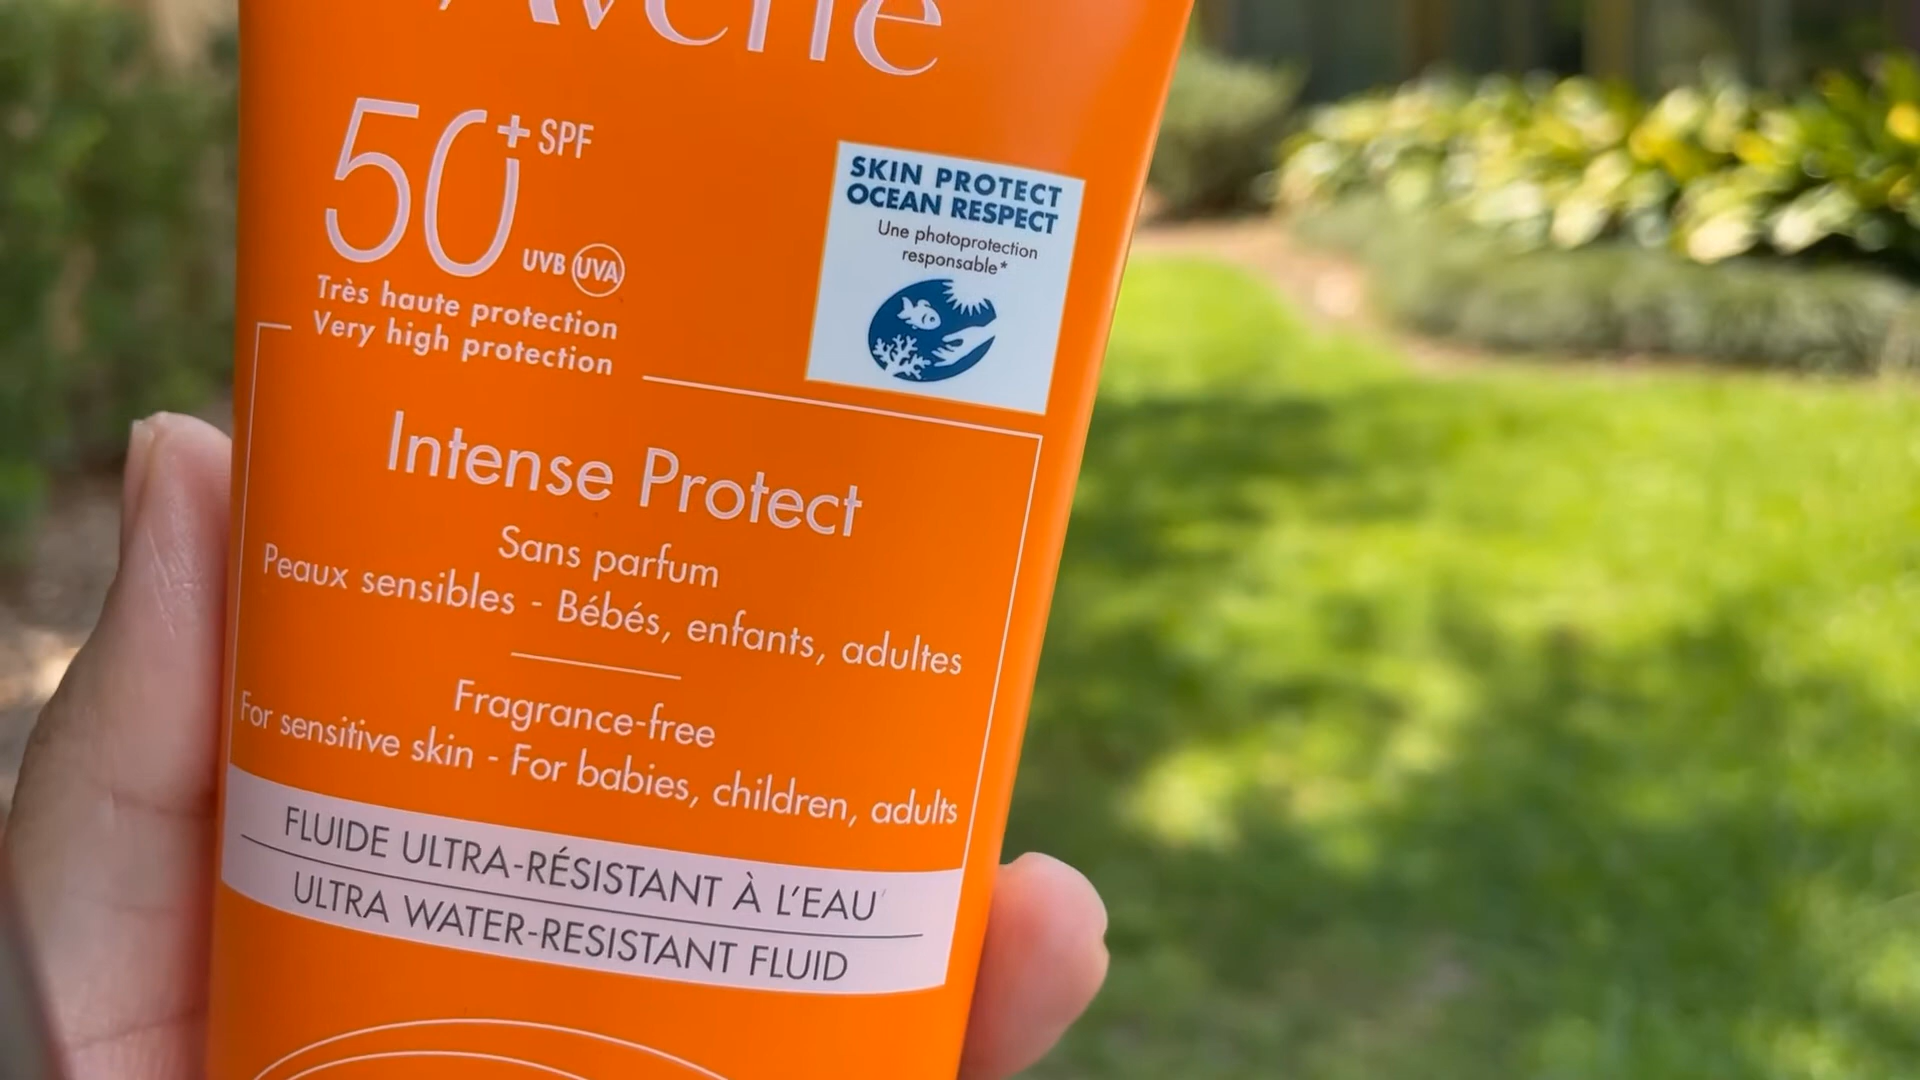 Avène
50+ SPF
UVB UVA
Très haute protection
Very high protection
SKIN PROTECT
OCEAN RESPECT
Une photoprotection
responsable*
Intense Protect
Sans parfum
Peaux sensibles - Bébés, enfants, adultes
Fragrance-free
For sensitive skin - For babies, children, adults
FLUIDE ULTRA-RÉSISTANT À L'EAU
ULTRA WATER-RESISTANT FLUID